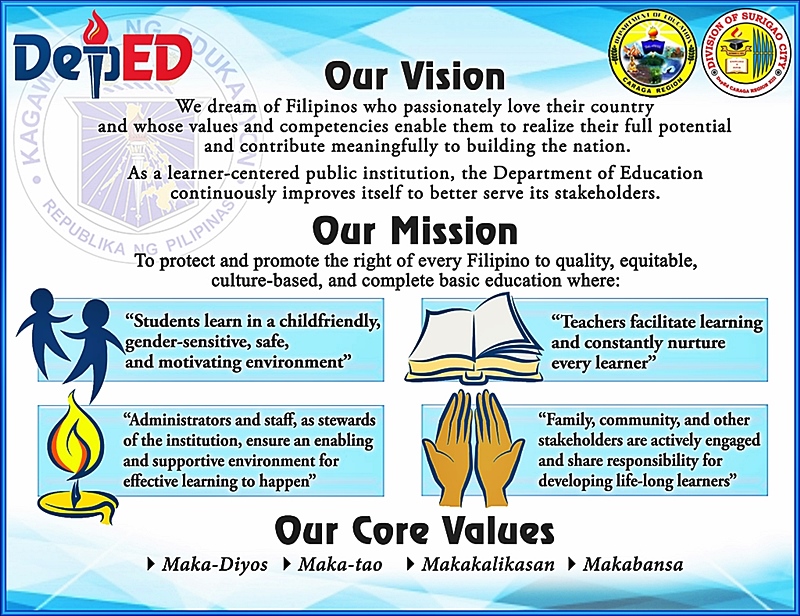 DepED
DEPARTMENT OF EDUCATION
CARAGA REGION
DIVISION OF SURIGAO CITY
DepEd CARAGA REGION XIII
KAGAWARAN NG EDUKASYON
REPUBLIKA NG PILIPINAS
Our Vision
We dream of Filipinos who passionately love their country
and whose values and competencies enable them to realize their full potential
and contribute meaningfully to building the nation.
As a learner-centered public institution, the Department of Education
continuously improves itself to better serve its stakeholders.
Our Mission
To protect and promote the right of every Filipino to quality, equitable,
culture-based, and complete basic education where:
“Students learn in a childfriendly,
gender-sensitive, safe,
and motivating environment”
“Teachers facilitate learning
and constantly nurture
every learner”
“Administrators and staff, as stewards
of the institution, ensure an enabling
and supportive environment for
effective learning to happen”
“Family, community, and other
stakeholders are actively engaged
and share responsibility for
developing life-long learners”
Our Core Values
Maka-Diyos Maka-tao Makakalikasan Makabansa